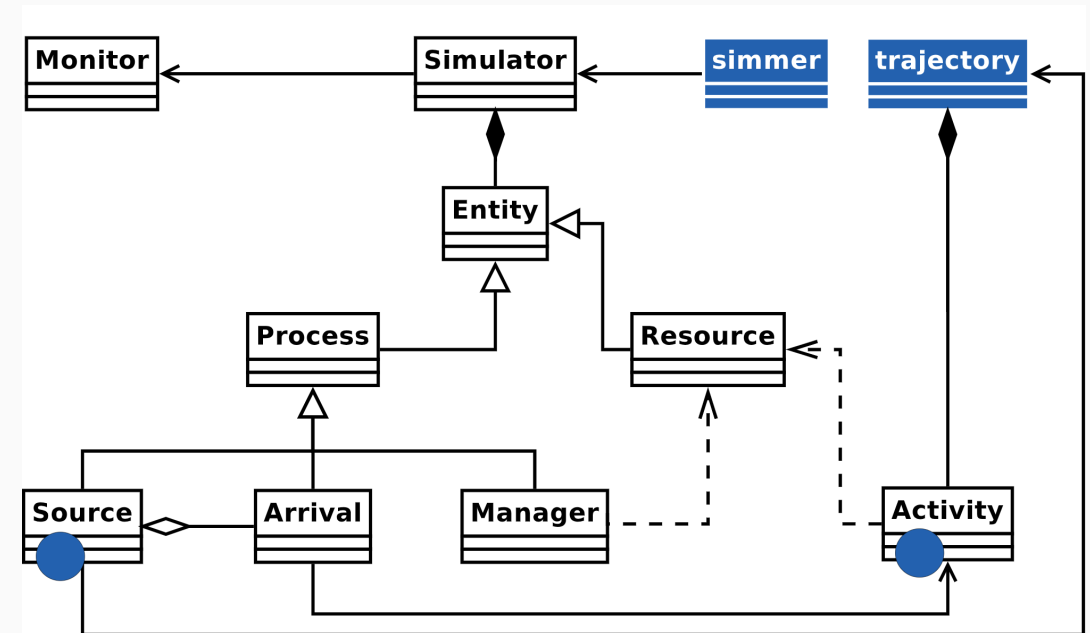 Monitor
Simulator
simmer
trajectory
Entity
Process
Resource
Source
Arrival
Manager
Activity